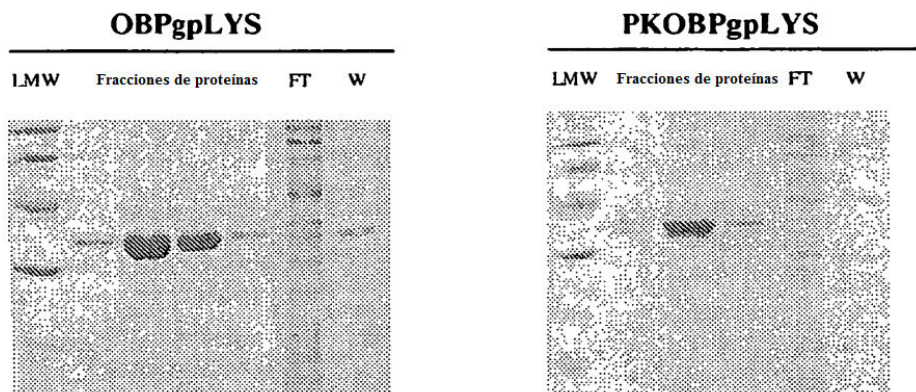 OBPgpLYS
LMW Fracciones de proteínas FT W
PKOBPgpLYS
LMW Fracciones de proteínas FT W